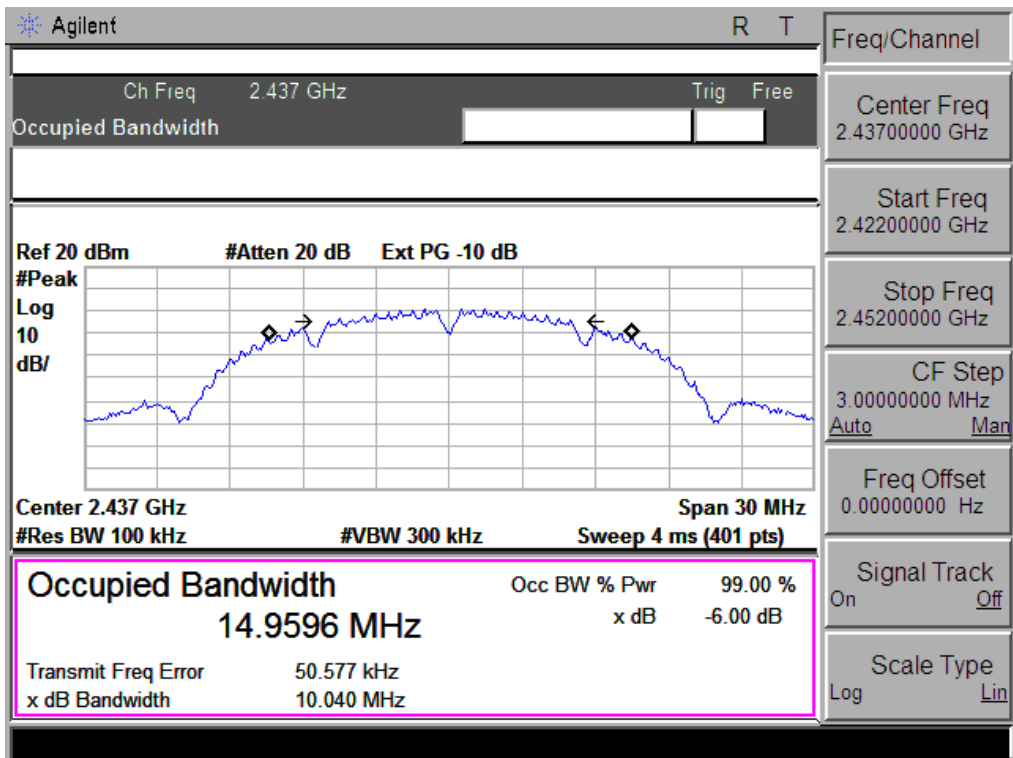 Agilent R T
Ch Freq 2.437 GHz Trig Free
Occupied Bandwidth
Ref 20 dBm #Atten 20 dB Ext PG -10 dB
#Peak
Log
10
dB/
Center 2.437 GHz Span 30 MHz
#Res BW 100 kHz #VBW 300 kHz Sweep 4 ms (401 pts)
Occupied Bandwidth Occ BW % Pwr 99.00 %
14.9596 MHz x dB -6.00 dB
Transmit Freq Error 50.577 kHz
x dB Bandwidth 10.040 MHz
Freq/Channel
Center Freq
2.43700000 GHz
Start Freq
2.42200000 GHz
Stop Freq
2.45200000 GHz
CF Step
3.00000000 MHz
Auto Man
Freq Offset
0.00000000 Hz
Signal Track
On Off
Scale Type
Log Lin